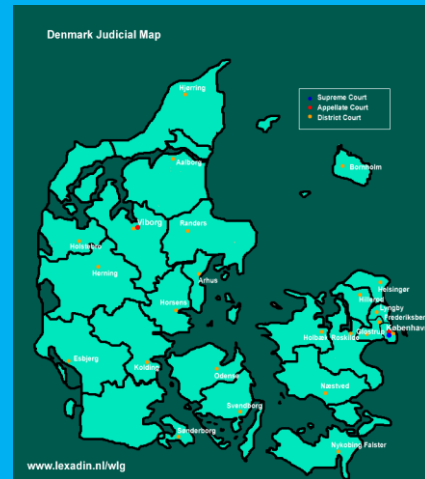 Denmark Judicial Map
Hjørring
Supreme Court
Appellate Court
District Court
Aalborg
Bornholm
Viborg
Randers
Holstebro
Herning
Århus
Helsingør
Hillerød
Lyngby
Horsens
Frederiksber
København
Holbæk
Roskilde
Glostrup
Esbjerg
Kolding
Odense
Næstved
Svendborg
Sønderborg
Nykøbing Falster
www.lexadin.nl/wlg